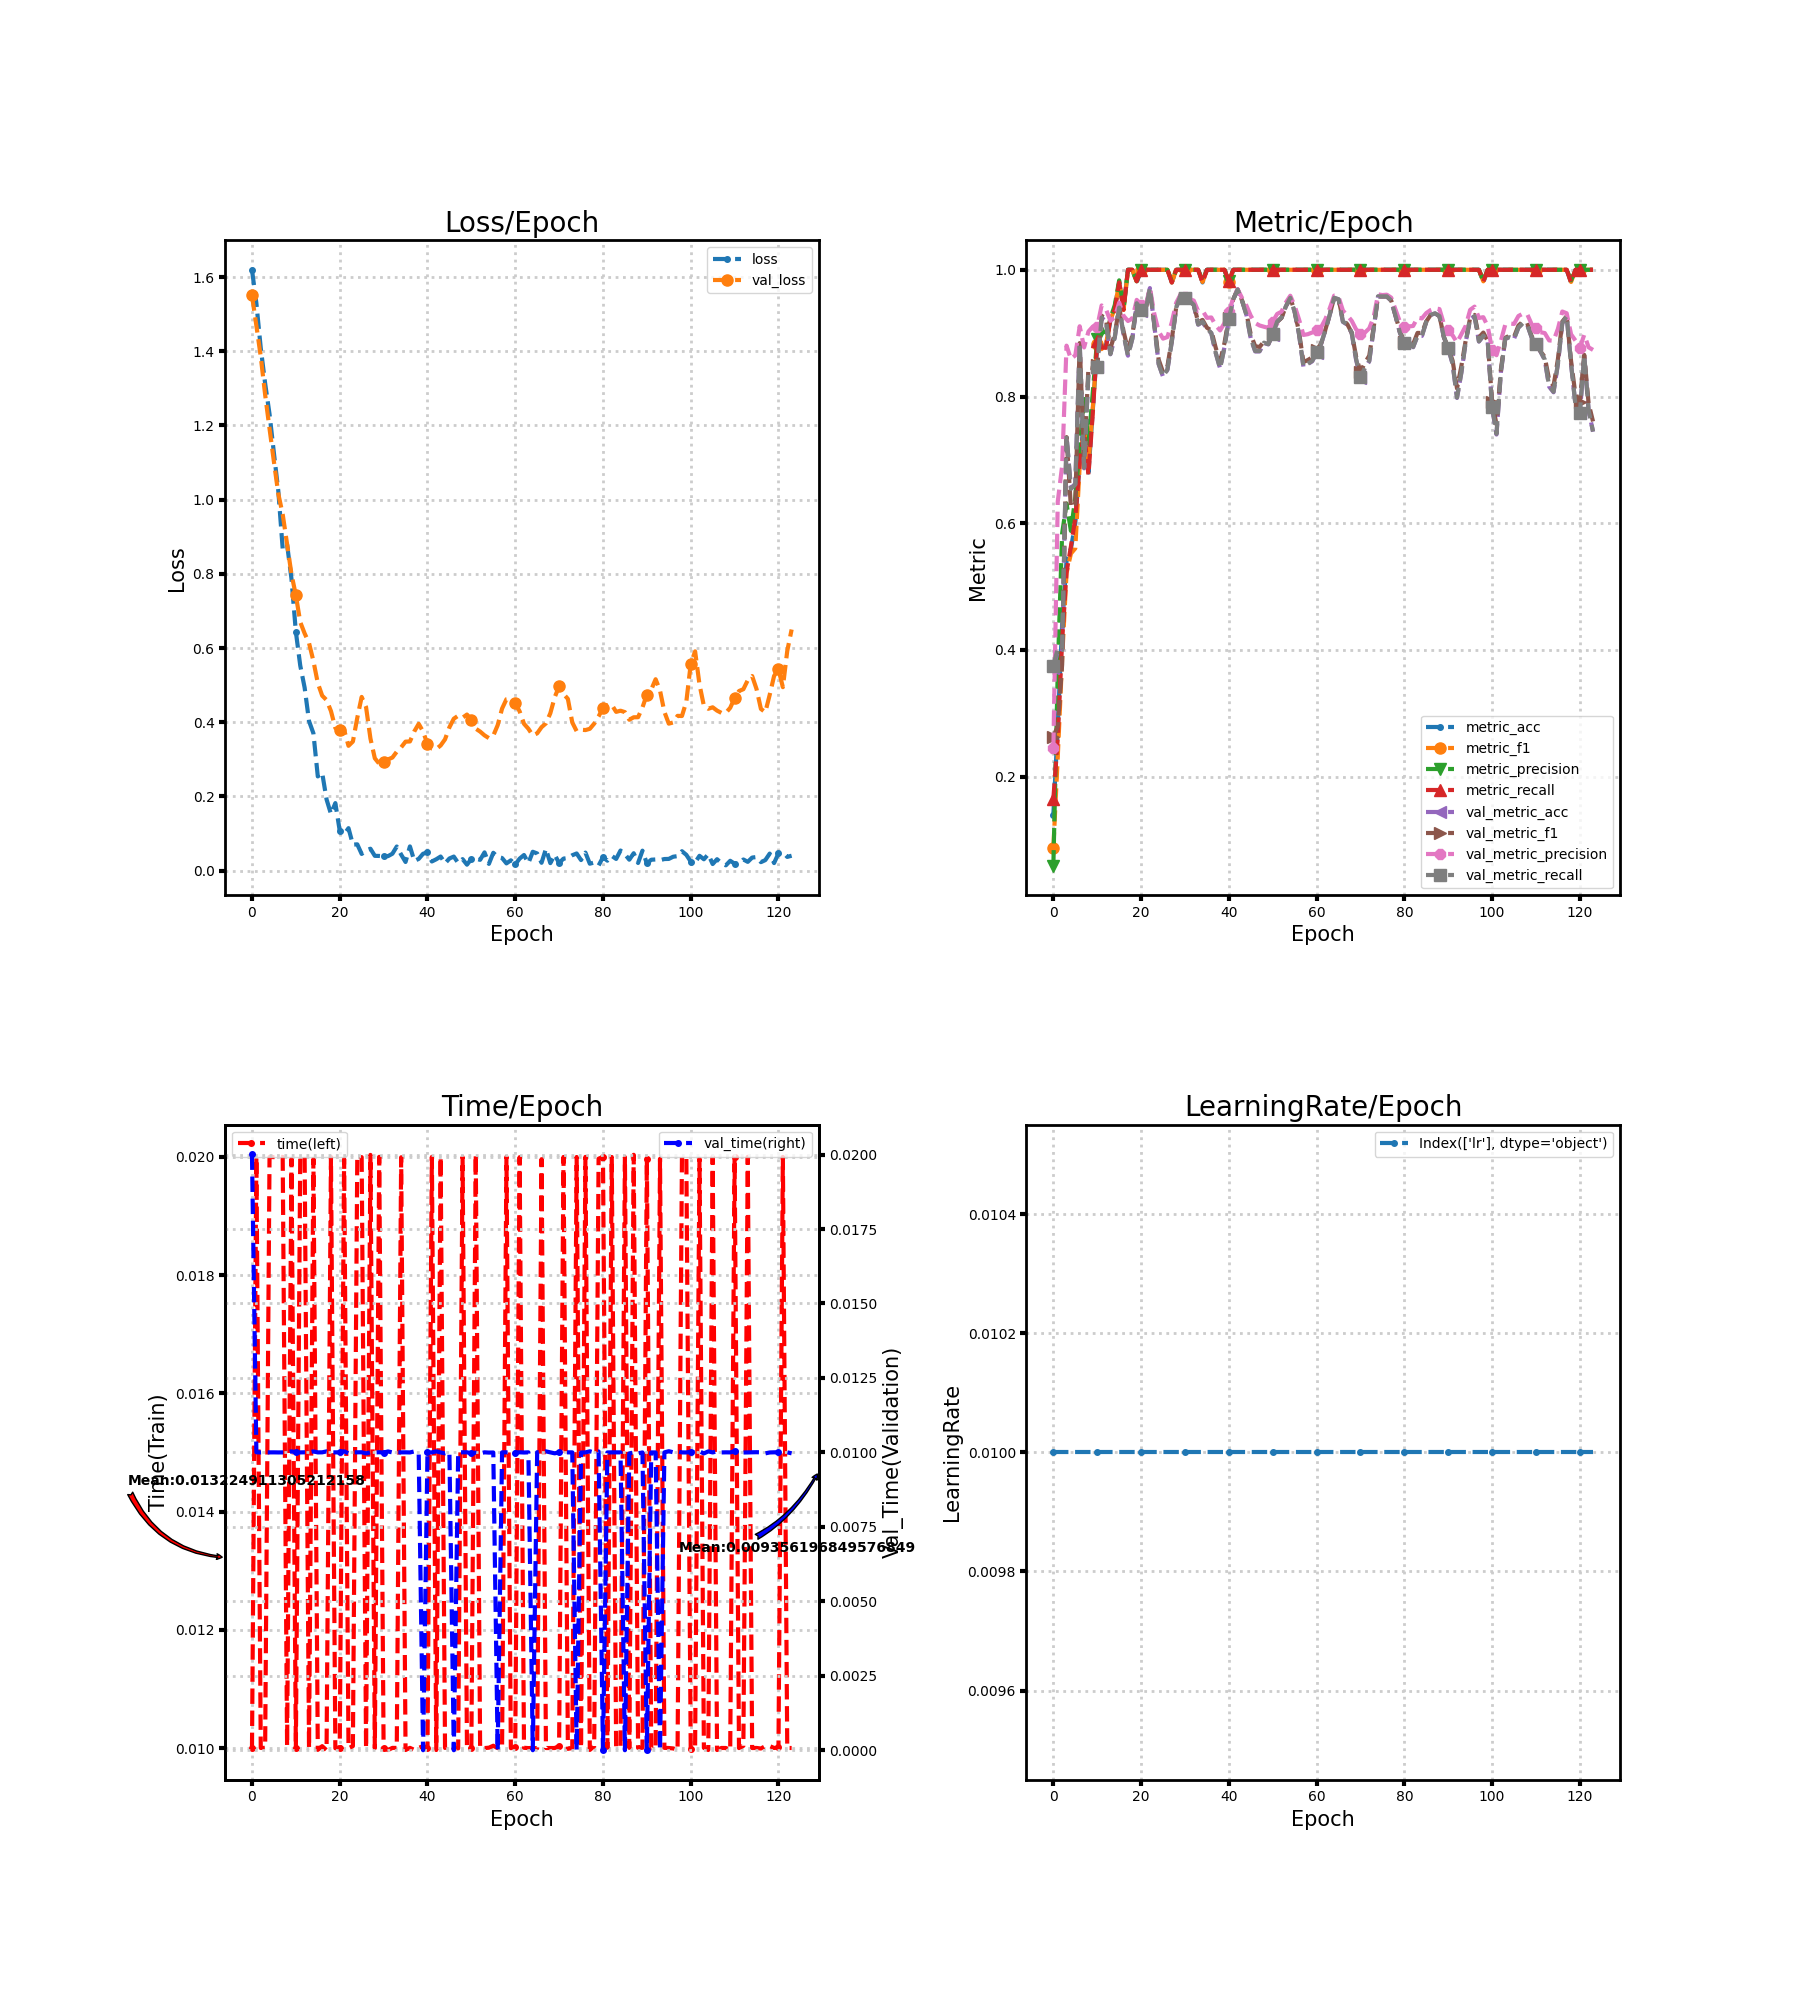 Loss/Epoch
loss
val_loss
1.6
1.4
1.2
1.0
0.8
0.6
0.4
0.2
0.0
Loss
0 20 40 60 80 100 120
Epoch
Metric/Epoch
1.0
0.8
0.6
0.4
0.2
Metric
metric_acc
metric_f1
metric_precision
metric_recall
val_metric_acc
val_metric_f1
val_metric_precision
val_metric_recall
0 20 40 60 80 100 120
Epoch
Time/Epoch
time(left)
val_time(right)
0.020
0.018
0.016
0.014
0.012
0.010
Time(Train)
Mean:0.013224911305212158
0.0200
0.0175
0.0150
0.0125
0.0100
0.0075
0.0050
0.0025
0.0000
Val_Time(Validation)
0 20 40 60 80 100 120
Epoch
LearningRate/Epoch
Index(['lr'], dtype='object')
0.0104
0.0102
0.0100
0.0098
0.0096
LearningRate
0 20 40 60 80 100 120
Epoch